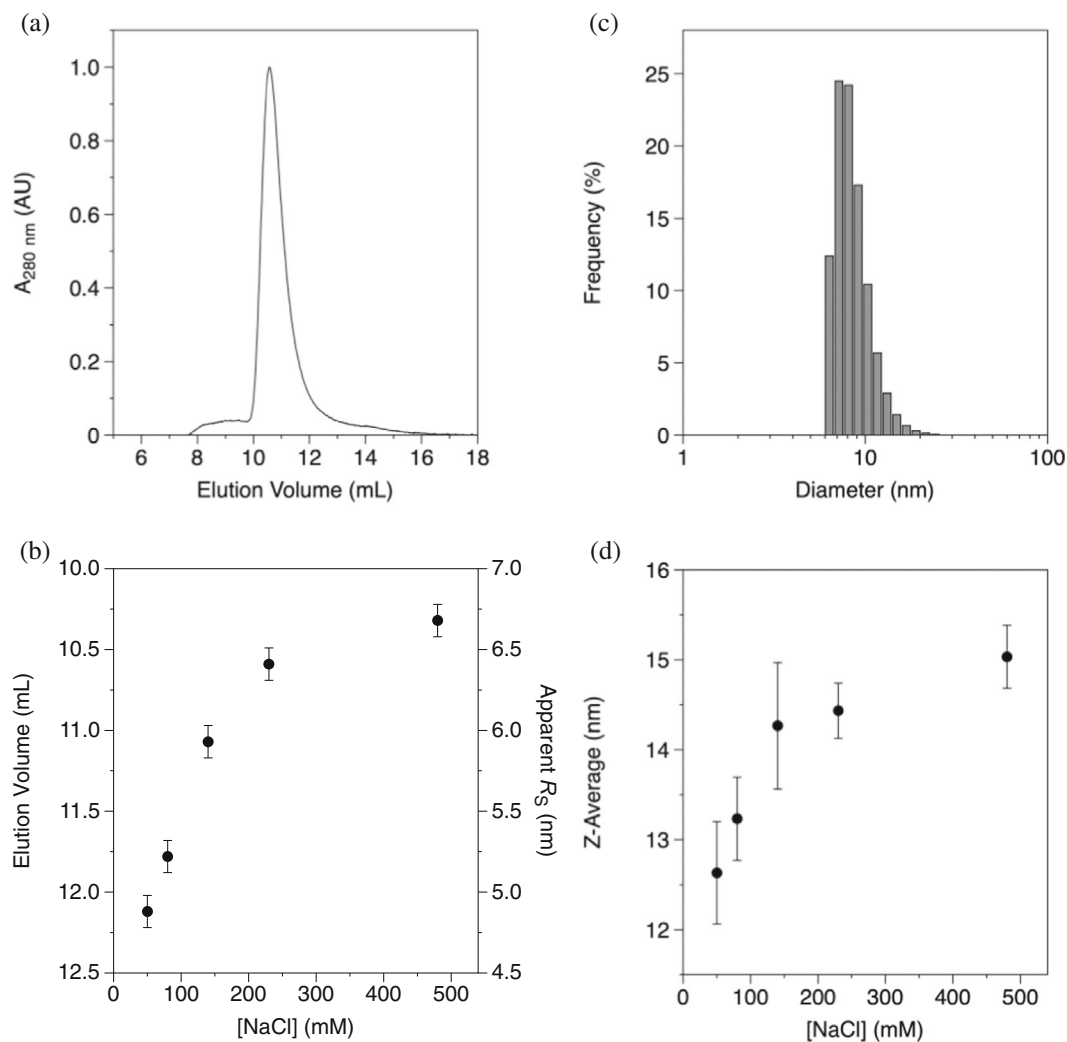 (a)
1.0
0.8
0.6
0.4
0.2
0
A280 nm (AU)
6 8 10 12 14 16 18
Elution Volume (mL)
(c)
25
20
15
10
5
0
Frequency (%)
1 10 100
Diameter (nm)
(b)
10.0
10.5
11.0
11.5
12.0
12.5
Elution Volume (mL)
7.0
6.5
6.0
5.5
5.0
4.5
Apparent RS (nm)
0 100 200 300 400 500
[NaCl] (mM)
(d)
16
15
14
13
12
Z-Average (nm)
0 100 200 300 400 500
[NaCl] (mM)